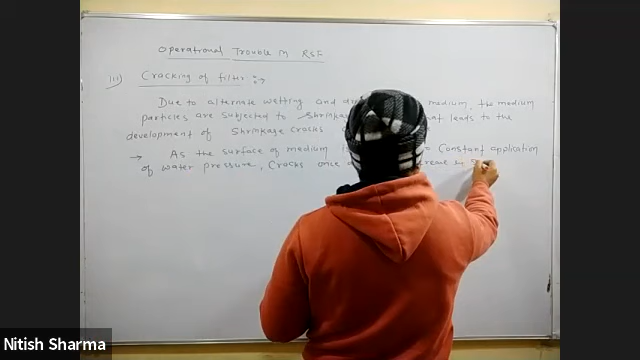 Operational Trouble in RSF
iii) Cracking of filter :→
Due to alternate wetting and medium, the medium
particles are subjected to leads to the
development of Shrinkage cracks
→ As the surface of medium = Constant application
of water pressure, Cracks once in
Nitish Sharma